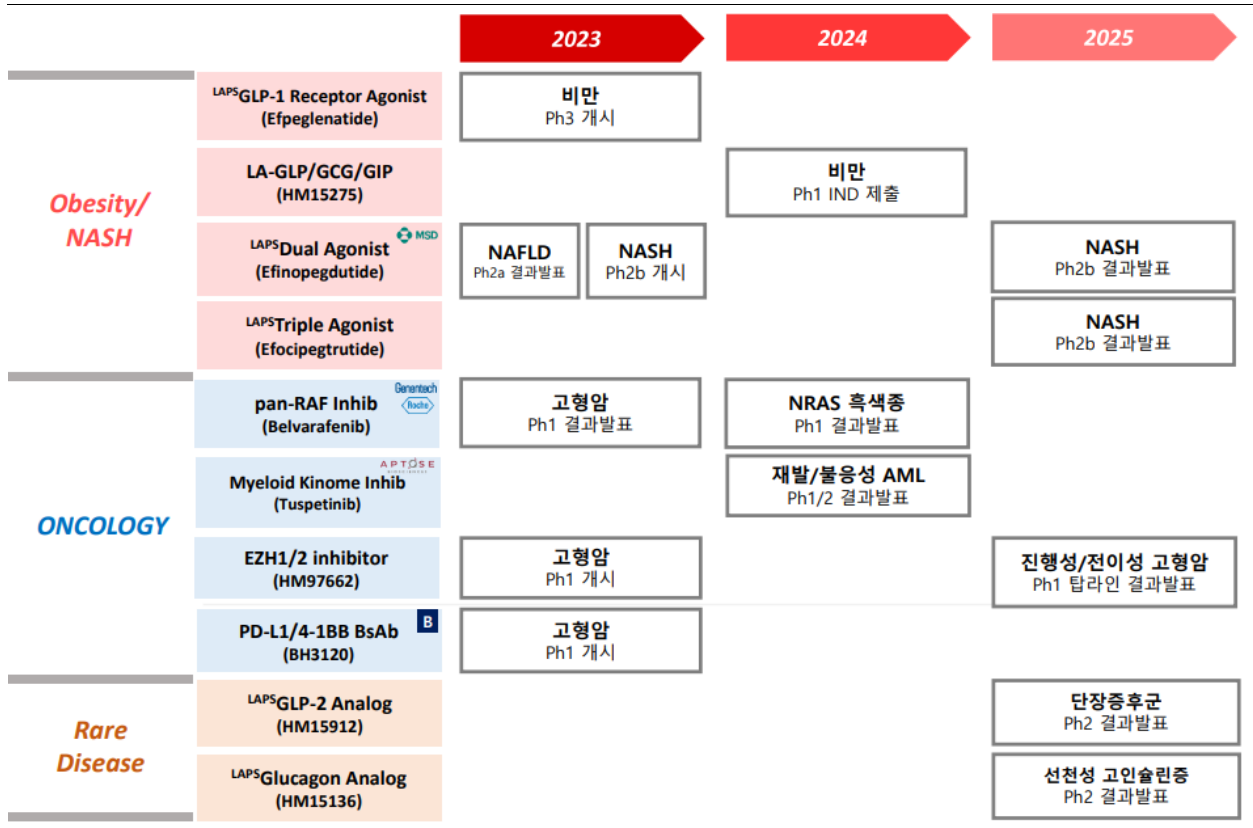 2023
2024
2025
Obesity/
NASH
LAPSGLP-1 Receptor Agonist
(Efpeglenatide)
비만
Ph3 개시
LA-GLP/GCG/GIP
(HM15275)
비만
Ph1 IND 제출
MSD
LAPSDual Agonist
(Efinopegdutide)
NAFLD
Ph2a 결과발표
NASH
Ph2b 개시
NASH
Ph2b 결과발표
LAPSTriple Agonist
(Efocipegtrutide)
NASH
Ph2b 결과발표
ONCOLOGY
Genentech
Roche
pan-RAF Inhib
(Belvarafenib)
고형암
Ph1 결과발표
NRAS 흑색종
Ph1 결과발표
APTOSE
BIOSCIENCES
Myeloid Kinome Inhib
(Tuspetinib)
재발/불응성 AML
Ph1/2 결과발표
EZH1/2 inhibitor
(HM97662)
고형암
Ph1 개시
진행성/전이성 고형암
Ph1 탑라인 결과발표
B
PD-L1/4-1BB BsAb
(BH3120)
고형암
Ph1 개시
Rare
Disease
LAPSGLP-2 Analog
(HM15912)
단장증후군
Ph2 결과발표
LAPSGlucagon Analog
(HM15136)
선천성 고인슐린증
Ph2 결과발표